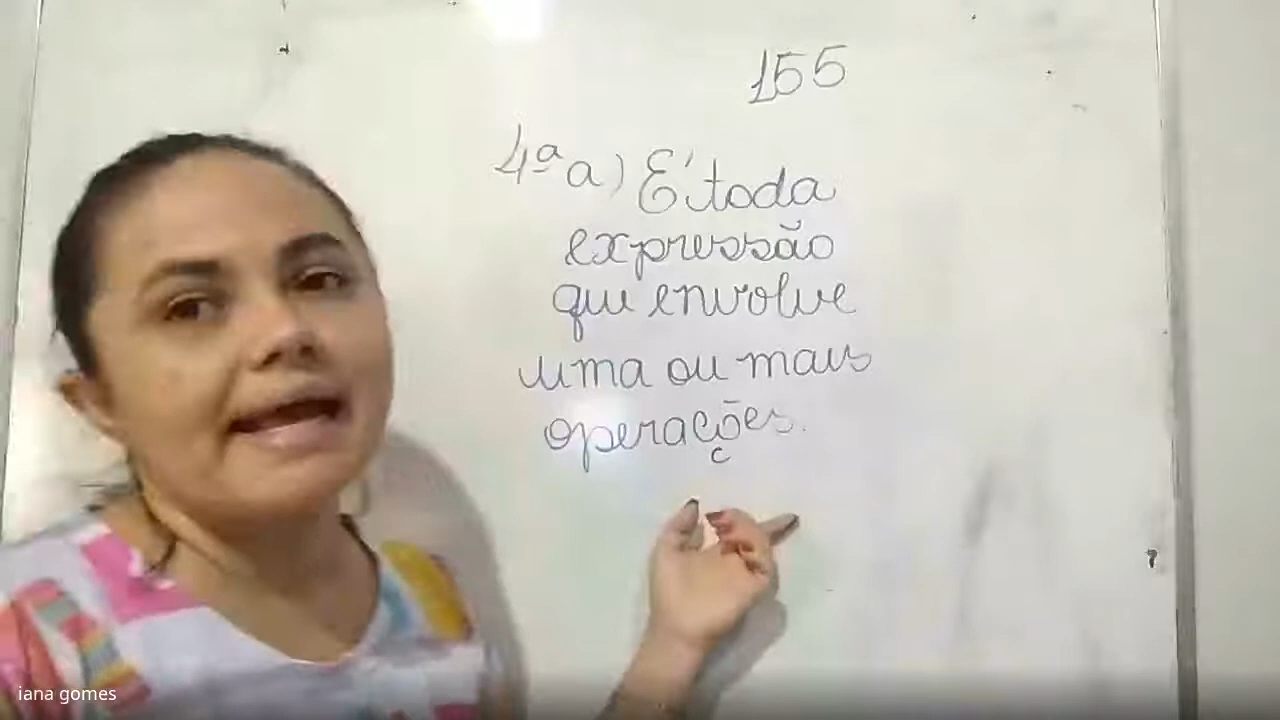 155
4ª a) É toda
expressão
que envolve
uma ou mais
operações.
iana gomes